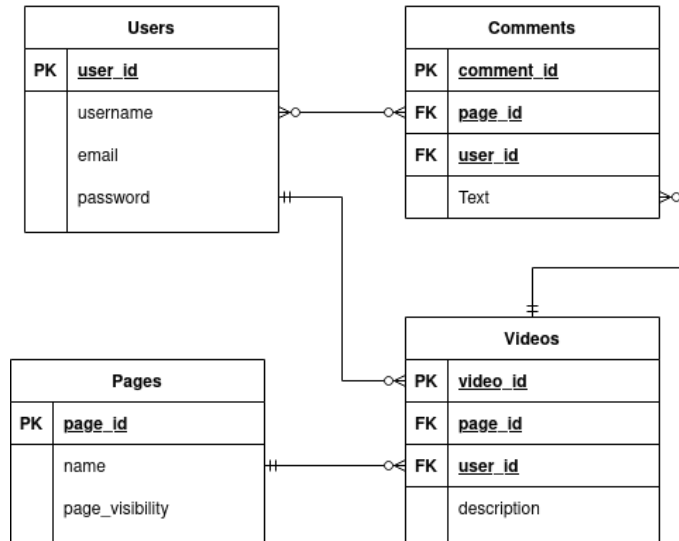 Users
PK user_id
username
email
password
Comments
PK comment_id
FK page_id
FK user_id
Text
Pages
PK page_id
name
page_visibility
Videos
PK video_id
FK page_id
FK user_id
description